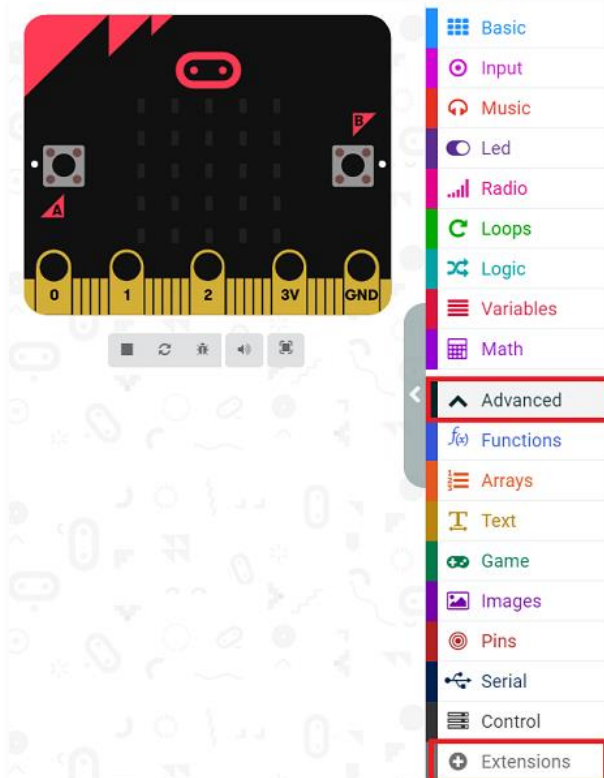 B
A
0 1 2 3V GND
Basic
Input
Music
Led
Radio
Loops
Logic
Variables
Math
Advanced
f(x) Functions
Arrays
Text
Game
Images
Pins
Serial
Control
Extensions